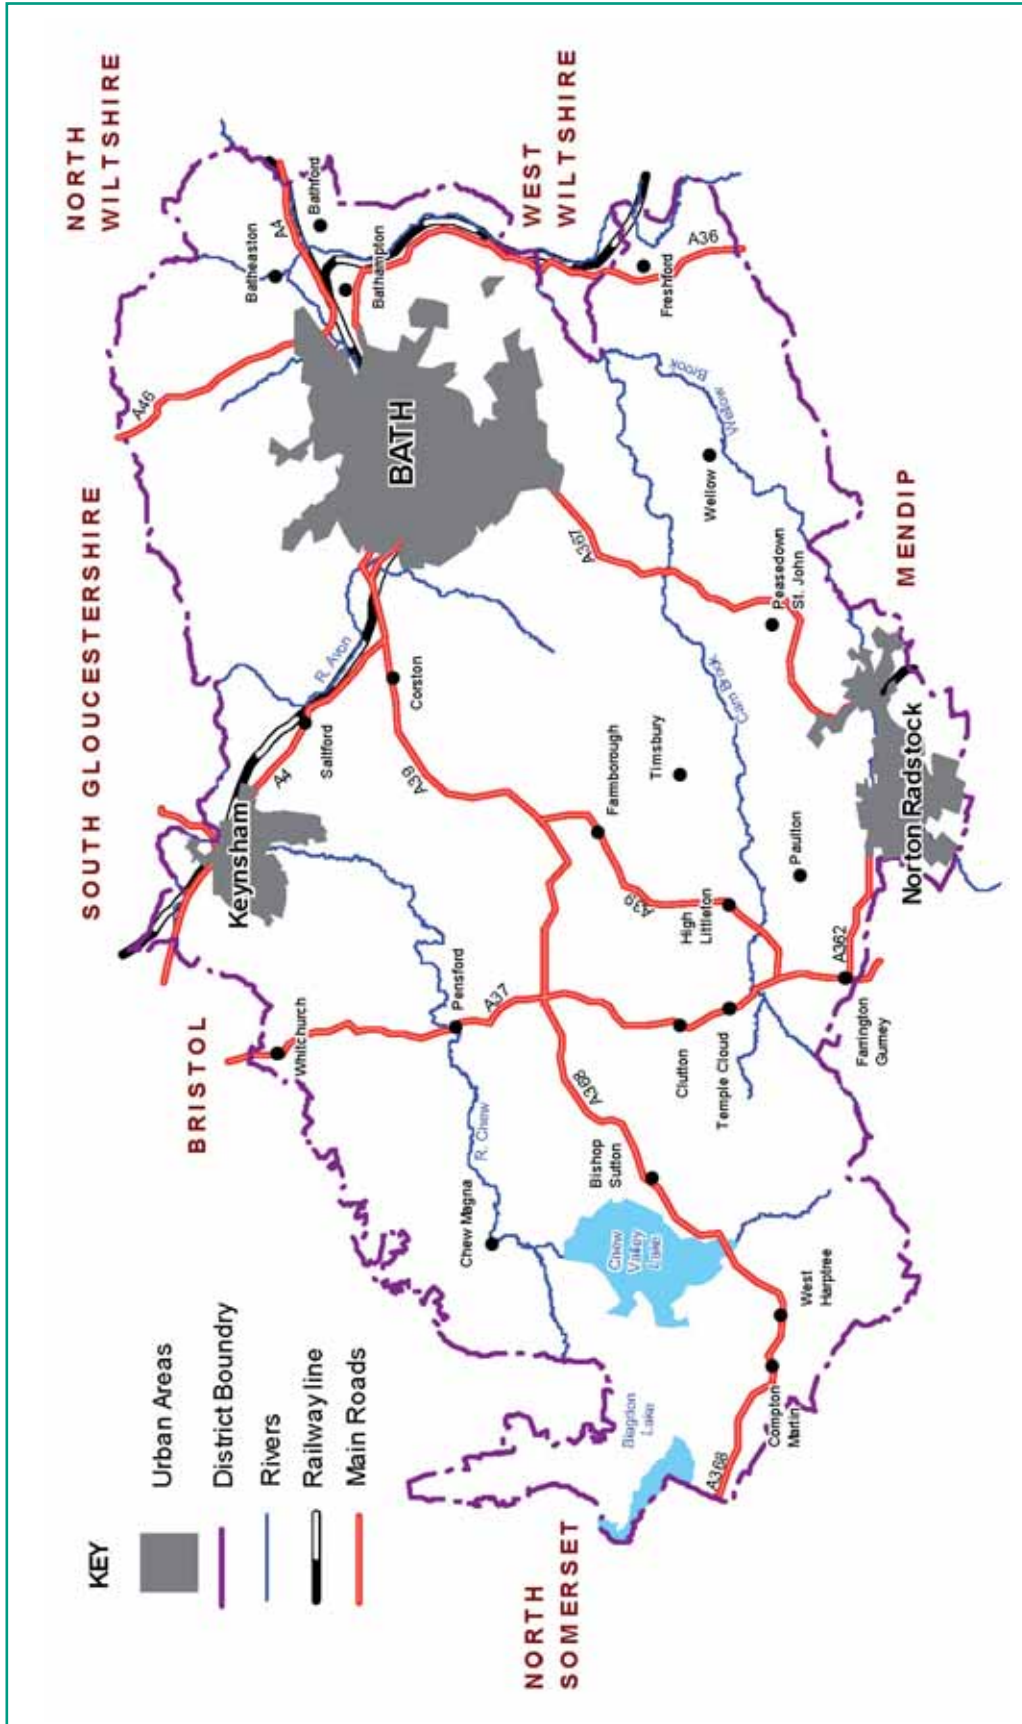 KEY
Urban Areas
District Boundry
Rivers
Railway line
Main Roads
NORTH
SOMERSET
BRISTOL
SOUTH GLOUCESTERSHIRE
NORTH
WILTSHIRE
WEST
WILTSHIRE
MENDIP
Blagdon
Lake
A368
Compton
Martin
West
Harptree
Chew
Valley
Lake
Bishop
Sutton
Chew Magna
R. Chew
A368
Whitchurch
Pensford
A37
Clutton
Temple Cloud
Farrington
Gurney
A362
High
Littleton
A39
Paulton
Farmborough
Timsbury
Cam Brook
Norton Radstock
Keynsham
A4
Saltford
R. Avon
Corston
A39
Peasedown
St. John
A367
Wellow
Wellow Brook
BATH
A46
Batheaston
A4
Bathford
Bathampton
Freshford
A36